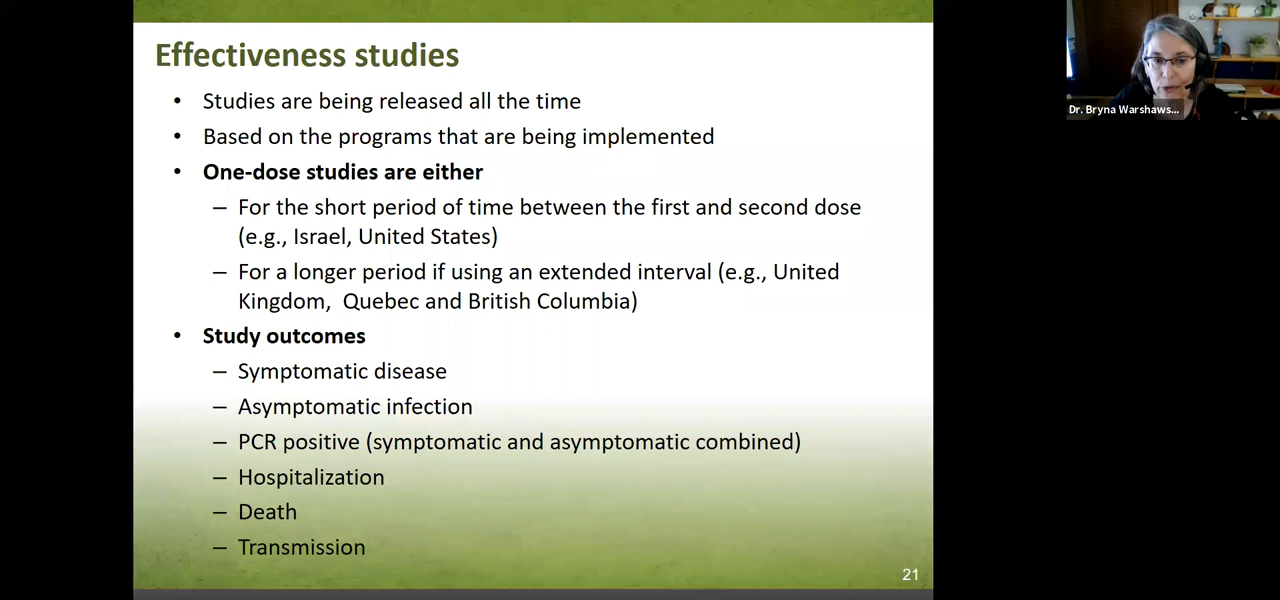 Effectiveness studies
• Studies are being released all the time
• Based on the programs that are being implemented
• One-dose studies are either
– For the short period of time between the first and second dose
(e.g., Israel, United States)
– For a longer period if using an extended interval (e.g., United
Kingdom, Quebec and British Columbia)
• Study outcomes
– Symptomatic disease
– Asymptomatic infection
– PCR positive (symptomatic and asymptomatic combined)
– Hospitalization
– Death
– Transmission
21
Dr. Bryna Warshaws...